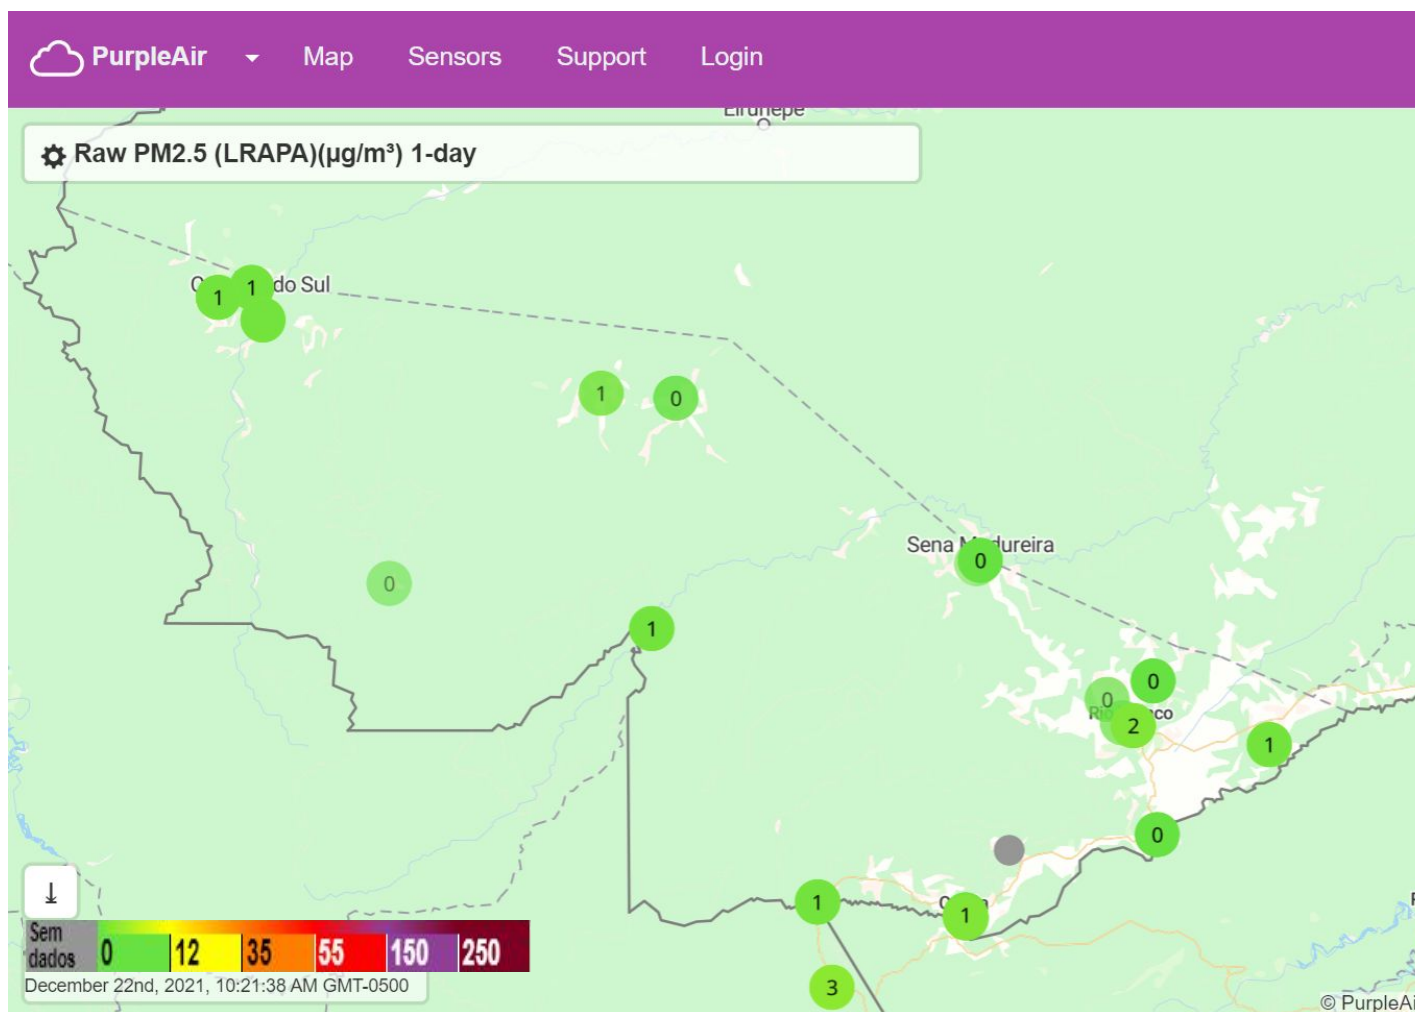 PurpleAir Map Sensors Support Login
Raw PM2.5 (LRAPA)(µg/m³) 1-day
do Sul
1
1
1
0
Sena Madureira
0
0
1
0
0
2
1
0
1
1
3
Sem dados 0 12 35 55 150 250
December 22nd, 2021, 10:21:38 AM GMT-0500
© PurpleAi